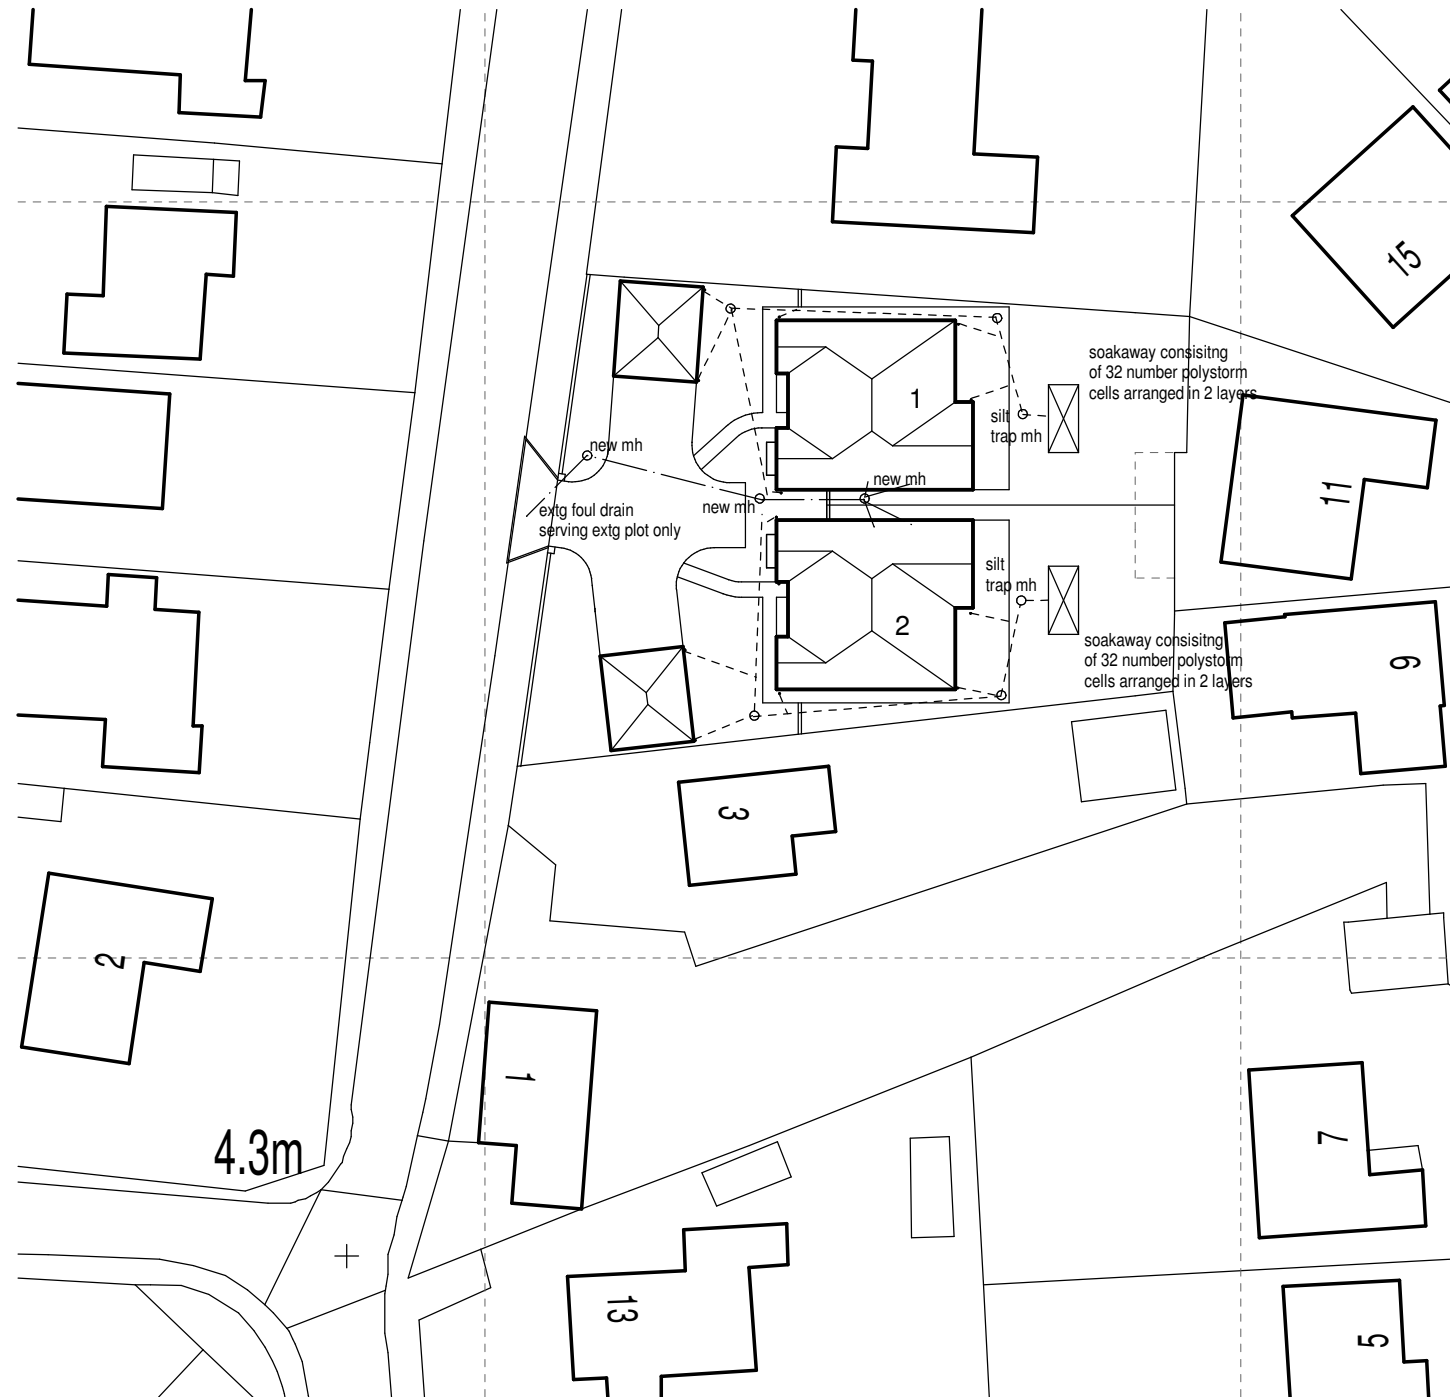 15
soakaway consisitng
of 32 number polystorm
cells arranged in 2 layers
1
silt
trap mh
new mh
new mh
new mh
extg foul drain
serving extg plot only
11
silt
trap mh
2
soakaway consisitng
of 32 number polystorm
cells arranged in 2 layers
9
3
2
1
4.3m
7
13
5